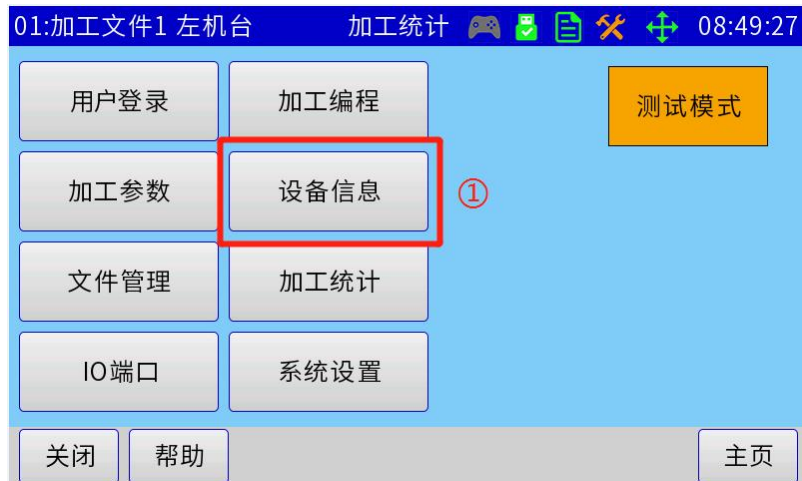 01:加工文件1 左机台 加工统计 08:49:27
用户登录 加工编程 测试模式
加工参数 设备信息 ①
文件管理 加工统计
IO端口 系统设置
关闭 帮助 主页